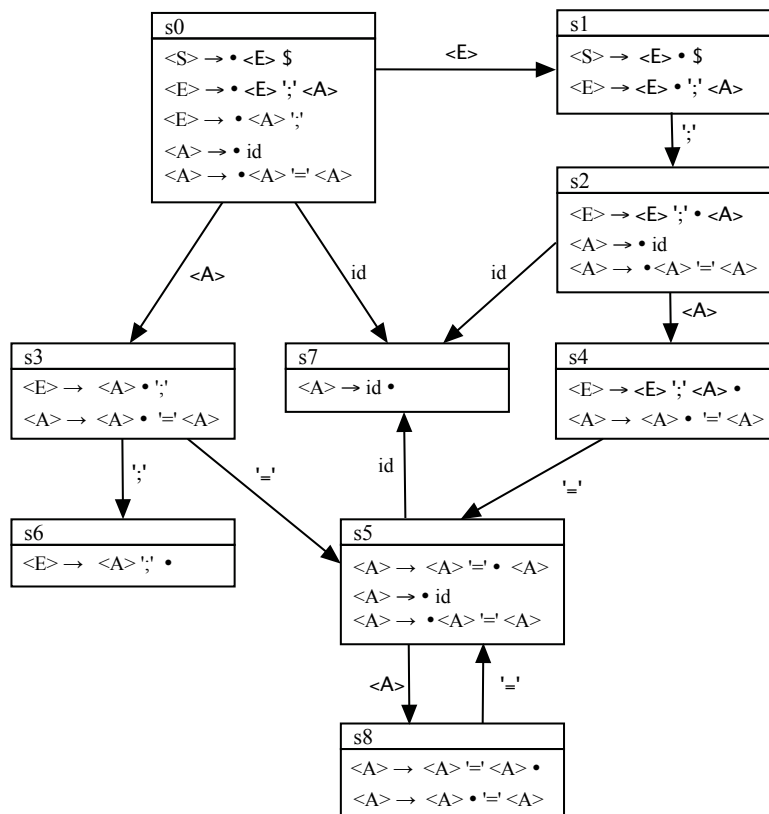 s0
<S> → • <E> $
<E> → • <E> ';' <A>
<E> → • <A> ';'
<A> → • id
<A> → • <A> '=' <A>
<E>
s1
<S> → <E> • $
<E> → <E> • ';' <A>
';'
s2
<E> → <E> ';' • <A>
<A> → • id
<A> → • <A> '=' <A>
<A>
id
id
<A>
s3
<E> → <A> • ';'
<A> → <A> • '=' <A>
s7
<A> → id •
s4
<E> → <E> ';' <A> •
<A> → <A> • '=' <A>
';'
'='
id
'='
s6
<E> → <A> ';' •
s5
<A> → <A> '=' • <A>
<A> → • id
<A> → • <A> '=' <A>
<A>
'='
s8
<A> → <A> '=' <A> •
<A> → <A> • '=' <A>